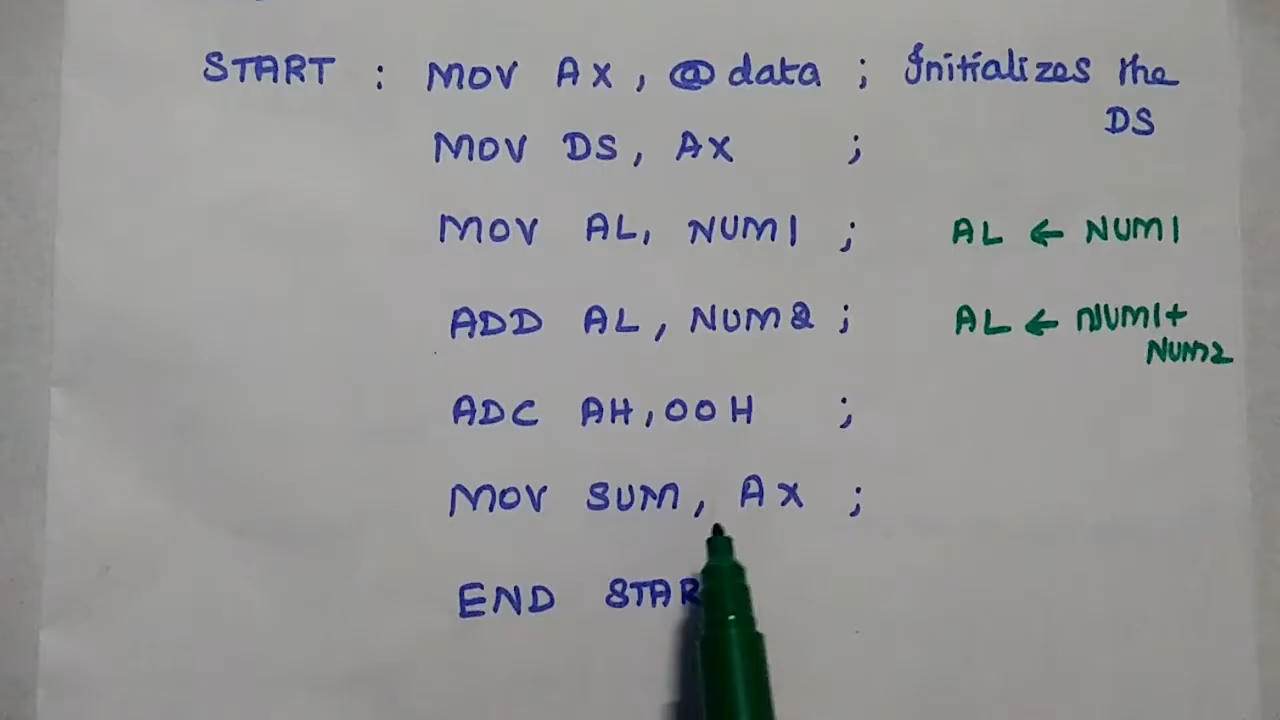 START : MOV AX, @data ; Initializes the
DS
MOV DS, AX ;
MOV AL, NUM1 ; AL ← NUM1
ADD AL, NUM2 ; AL ← NUM1+
NUM2
ADC AH, 00H ;
MOV SUM, AX ;
END